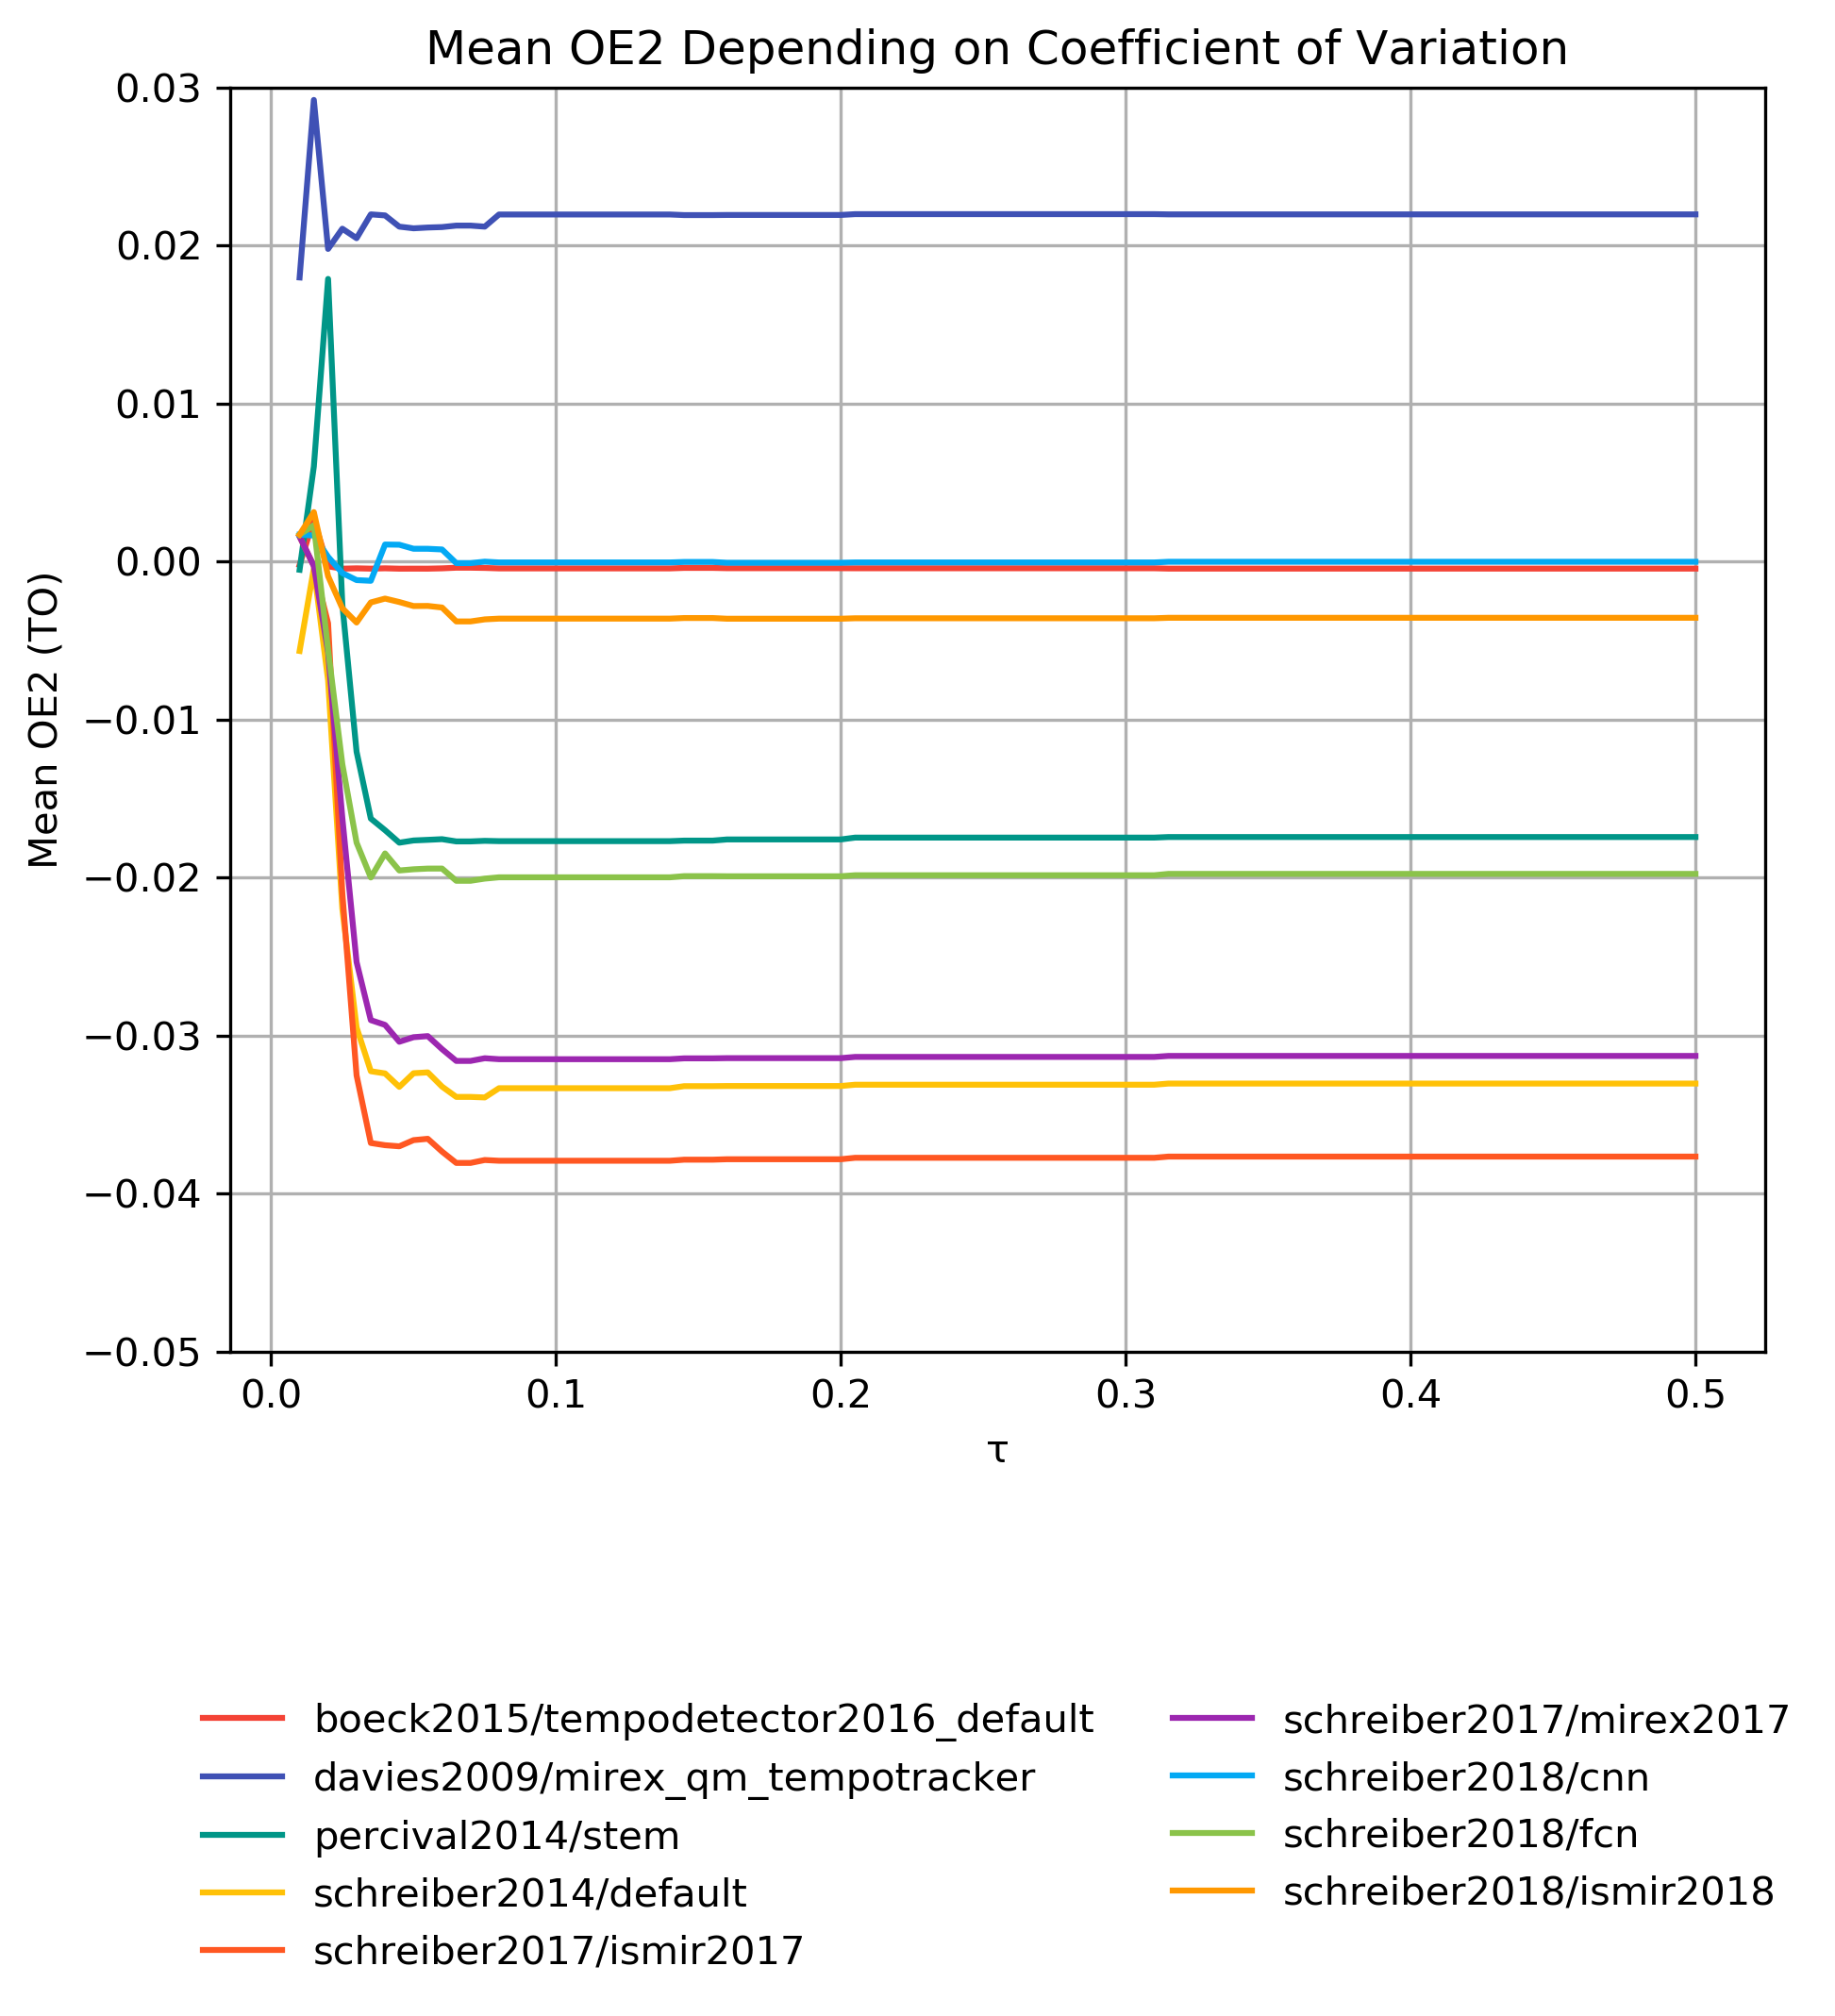 Mean OE2 Depending on Coefficient of Variation
0.03
0.02
0.01
0.00
−0.01
−0.02
−0.03
−0.04
−0.05
Mean OE2 (TO)
0.0 0.1 0.2 0.3 0.4 0.5
τ
boeck2015/tempodetector2016_default
davies2009/mirex_qm_tempotracker
percival2014/stem
schreiber2014/default
schreiber2017/ismir2017
schreiber2017/mirex2017
schreiber2018/cnn
schreiber2018/fcn
schreiber2018/ismir2018